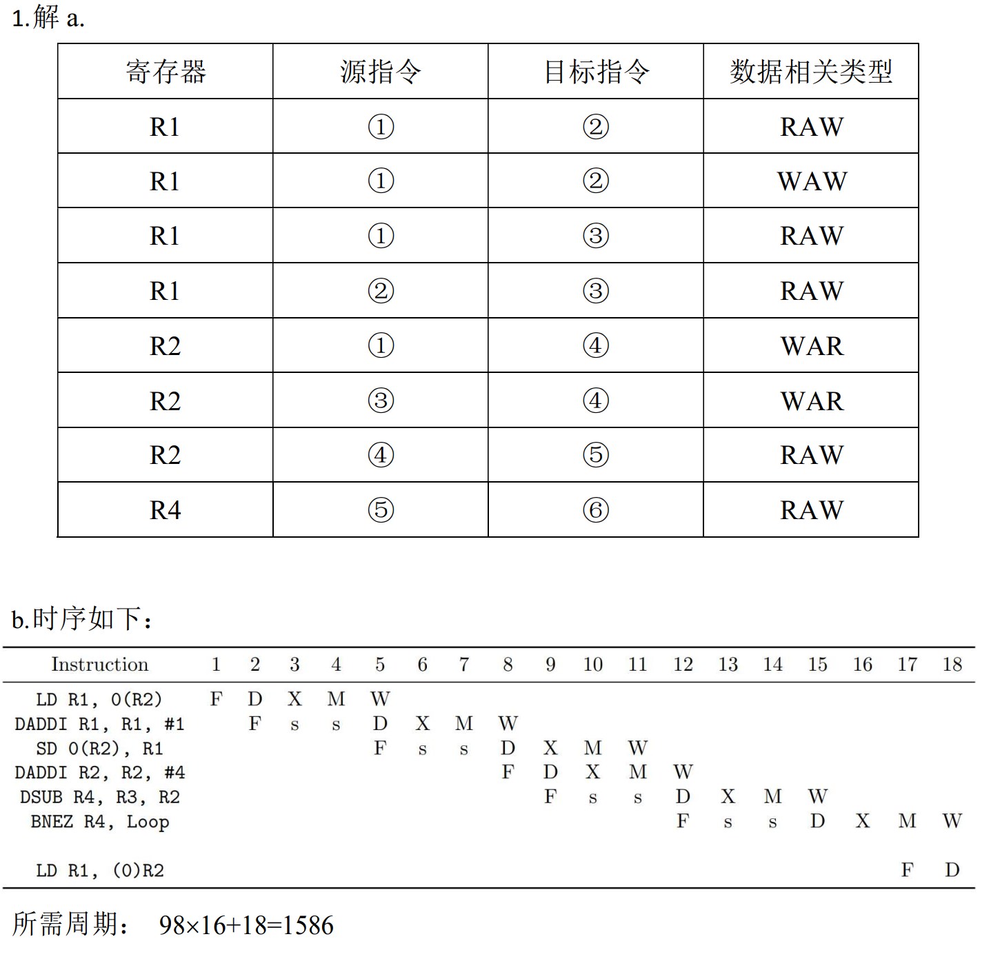 1.解 a.
寄存器 源指令 目标指令 数据相关类型
R1 ① ② RAW
R1 ① ② WAW
R1 ① ③ RAW
R1 ② ③ RAW
R2 ① ④ WAR
R2 ③ ④ WAR
R2 ④ ⑤ RAW
R4 ⑤ ⑥ RAW
b.时序如下：
Instruction 1 2 3 4 5 6 7 8 9 10 11 12 13 14 15 16 17 18
LD R1, 0(R2) F D X M W
DADDI R1, R1, #1 F s s D X M W
SD 0(R2), R1 F s s D X M W
DADDI R2, R2, #4 F D X M W
DSUB R4, R3, R2 F s s D X M W
BNEZ R4, Loop F s s D X M W
LD R1, (0)R2 F D
所需周期： 98×16+18=1586